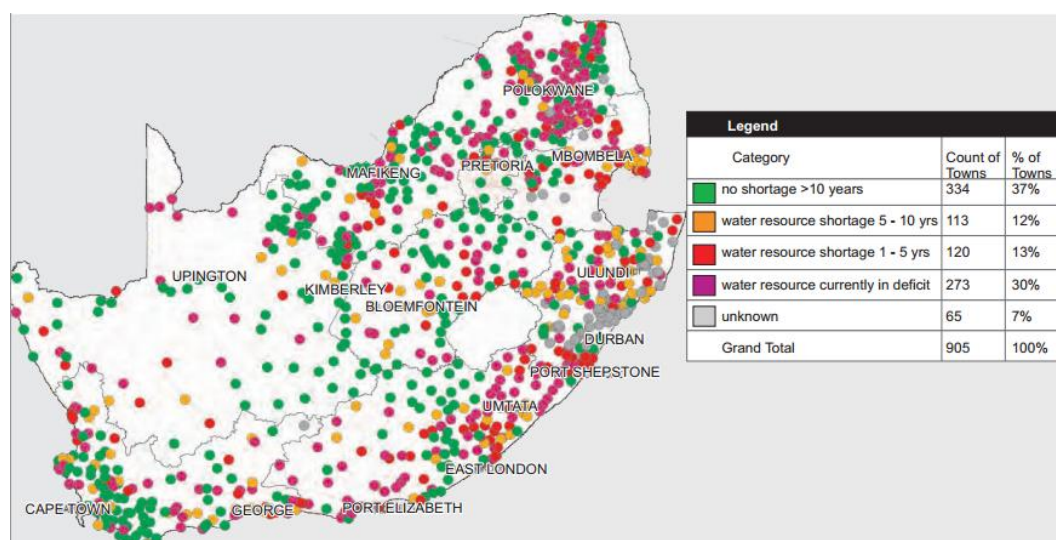 POLOKWANE
PRETORIA
MBOMBELA
MAFIKENG
UPINGTON
KIMBERLEY
BLOEMFONTEIN
ULUNDI
DURBAN
PORT SHEPSTONE
UMTATA
EAST LONDON
CAPE TOWN
GEORGE
PORT ELIZABETH
Legend
Category Count of Towns % of Towns
no shortage >10 years 334 37%
water resource shortage 5 - 10 yrs 113 12%
water resource shortage 1 - 5 yrs 120 13%
water resource currently in deficit 273 30%
unknown 65 7%
Grand Total 905 100%